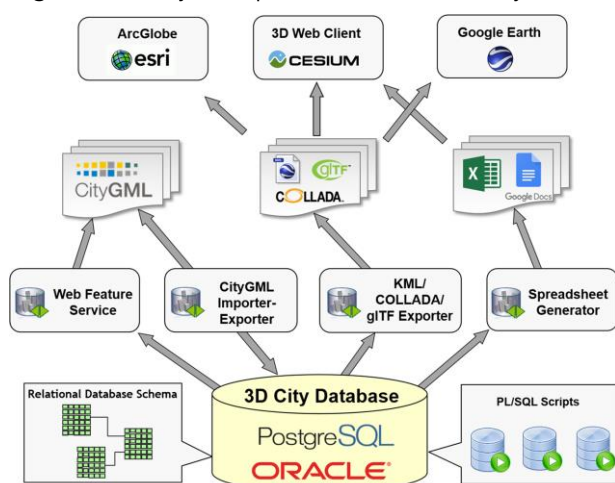 ArcGlobe
esri
3D Web Client
CESIUM
Google Earth
CityGML
glTF
COLLADA
Google Docs
Web Feature
Service
CityGML
Importer-
Exporter
KML/
COLLADA/
glTF Exporter
Spreadsheet
Generator
Relational Database Schema
3D City Database
PostgreSQL
ORACLE
PL/SQL Scripts